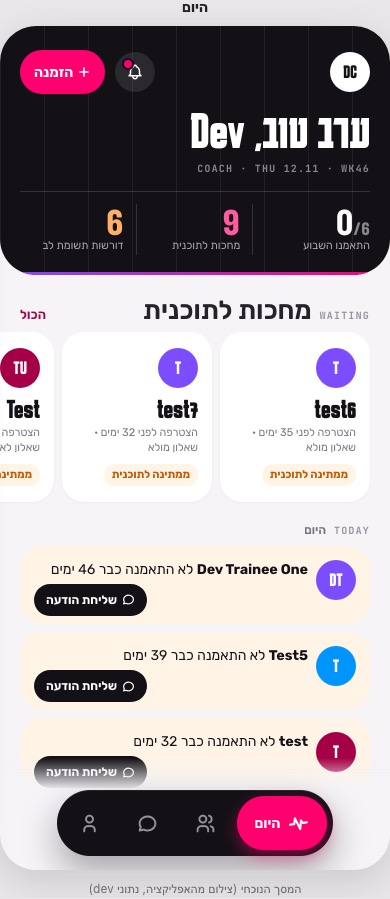 היום
DC
+ הזמנה
ערב טוב, Dev
COACH · THU 12.11 · WK46
0/6
התאמנו השבוע
9
מחכות לתוכנית
6
דורשות תשומת לב
WAITING מחכות לתוכנית
הכול
T
test6
הצטרפה לפני 35 ימים ·
שאלון מולא
ממתינה לתוכנית
T
test7
הצטרפה לפני 32 ימים ·
שאלון מולא
ממתינה לתוכנית
TU
Test
הצטרפה
שאלון
TODAY היום
DT
Dev Trainee One לא התאמנה כבר 46 ימים
שליחת הודעה
T
Test5 לא התאמנה כבר 39 ימים
שליחת הודעה
T
test לא התאמנה כבר 32 ימים
שליחת הודעה
היום
המסך הנוכחי (צילום מהאפליקציה, נתוני dev)